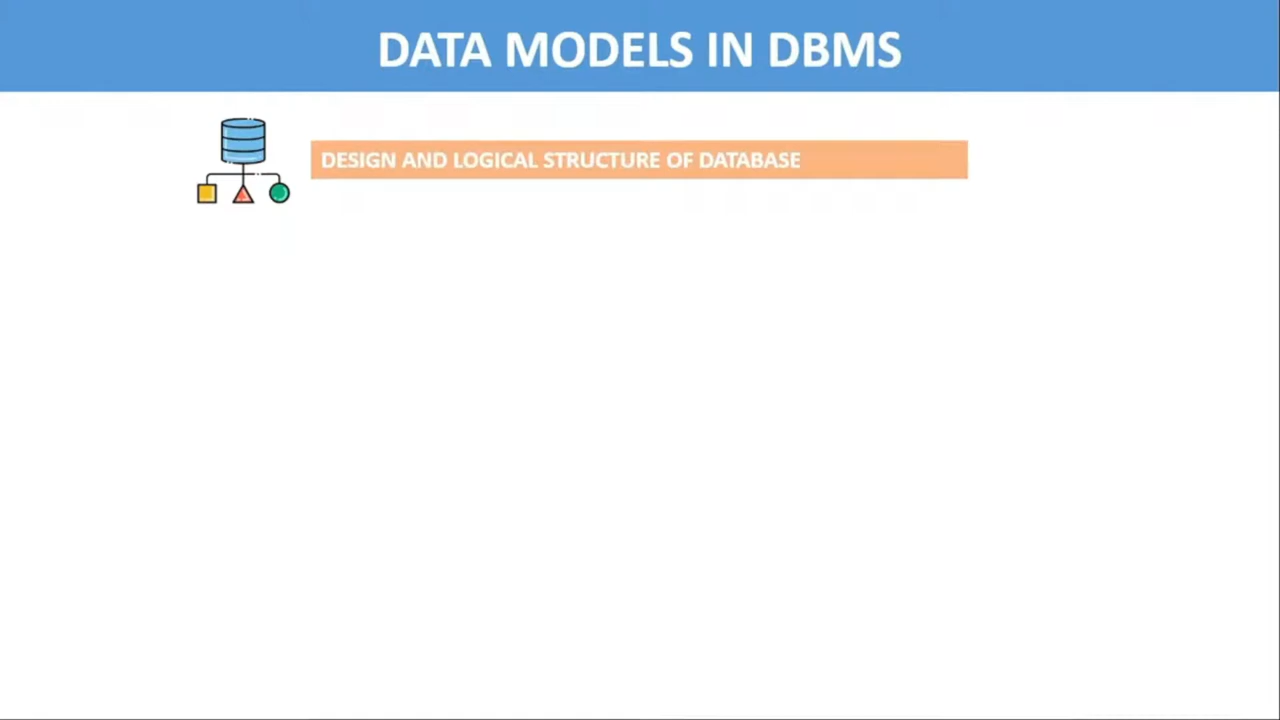 DATA MODELS IN DBMS
DESIGN AND LOGICAL STRUCTURE OF DATABASE